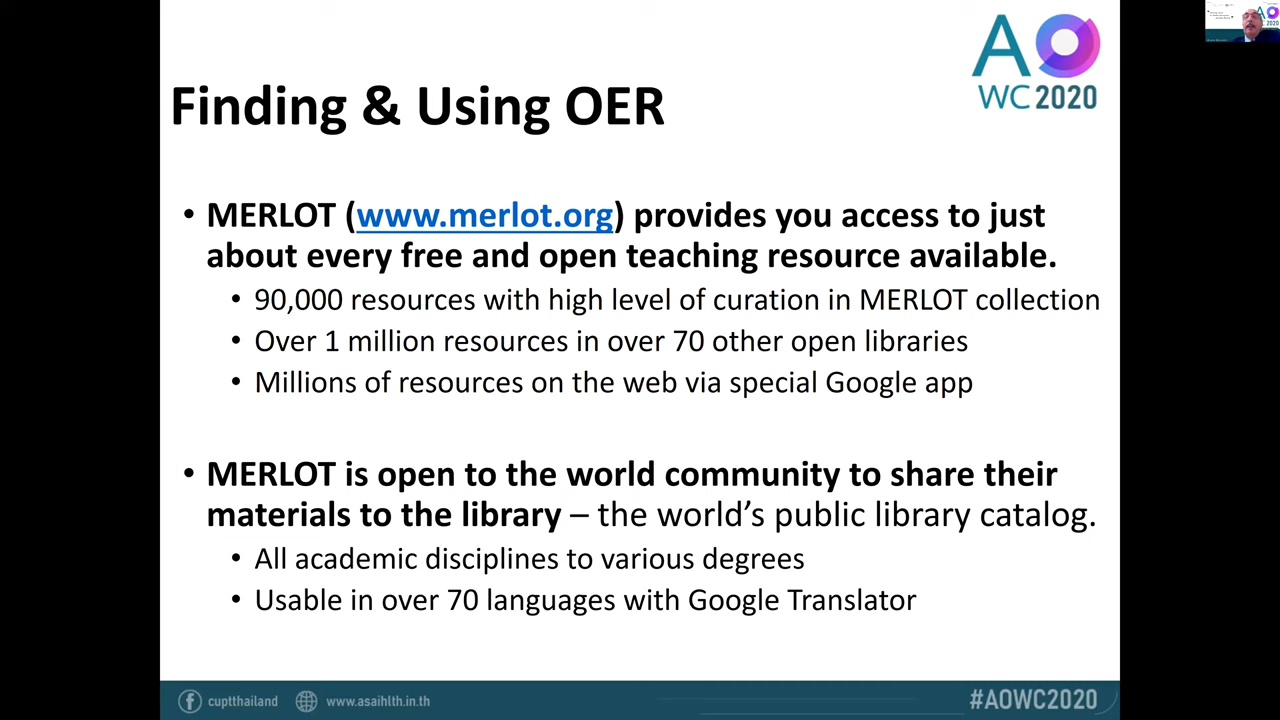 AO
WC 2020
Finding & Using OER
• MERLOT (www.merlot.org) provides you access to just
about every free and open teaching resource available.
• 90,000 resources with high level of curation in MERLOT collection
• Over 1 million resources in over 70 other open libraries
• Millions of resources on the web via special Google app
• MERLOT is open to the world community to share their
materials to the library – the world’s public library catalog.
• All academic disciplines to various degrees
• Usable in over 70 languages with Google Translator
cuptthailand www.asaihlth.in.th #AOWC2020